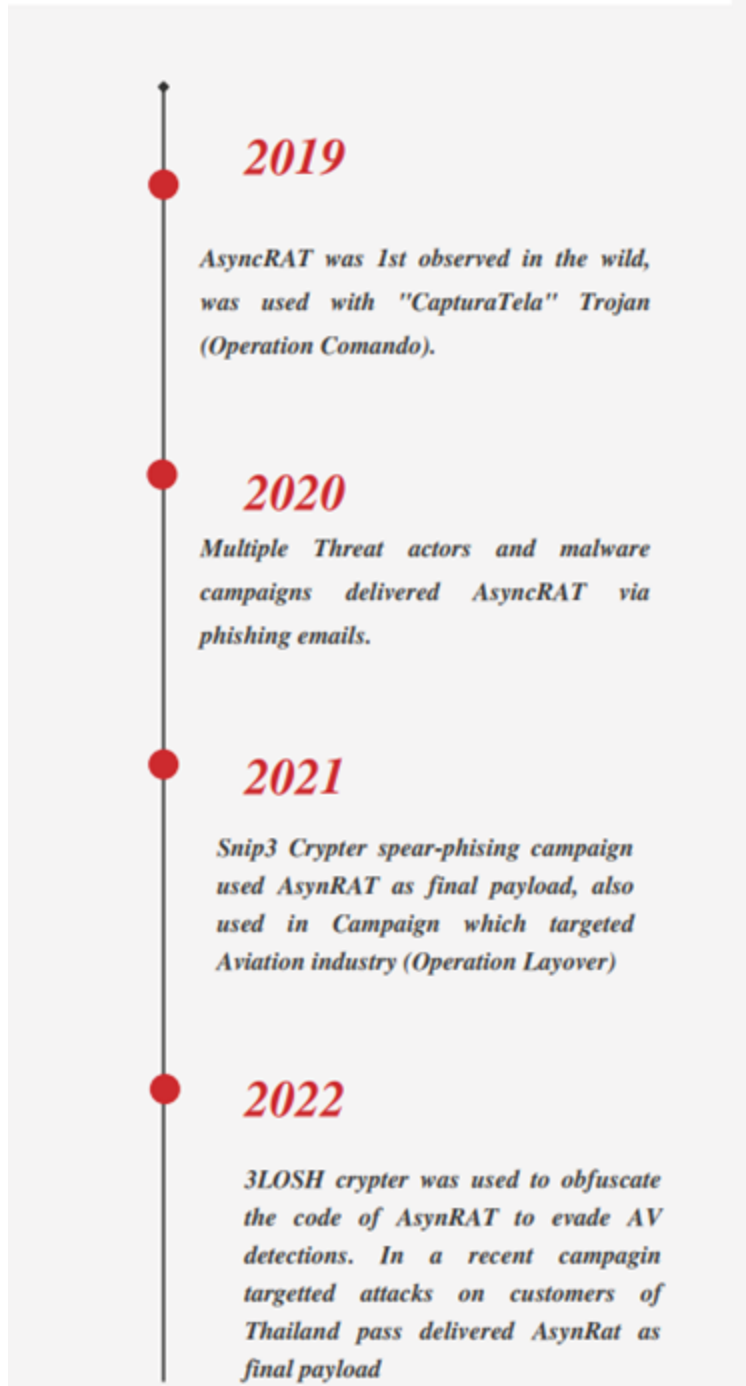 2019
AsyncRAT was 1st observed in the wild,
was used with "CapturaTela" Trojan
(Operation Comando).
2020
Multiple Threat actors and malware
campaigns delivered AsyncRAT via
phishing emails.
2021
Snip3 Crypter spear-phising campaign
used AsynRAT as final payload, also
used in Campaign which targeted
Aviation industry (Operation Layover)
2022
3LOSH crypter was used to obfuscate
the code of AsynRAT to evade AV
detections. In a recent campagin
targetted attacks on customers of
Thailand pass delivered AsynRat as
final payload